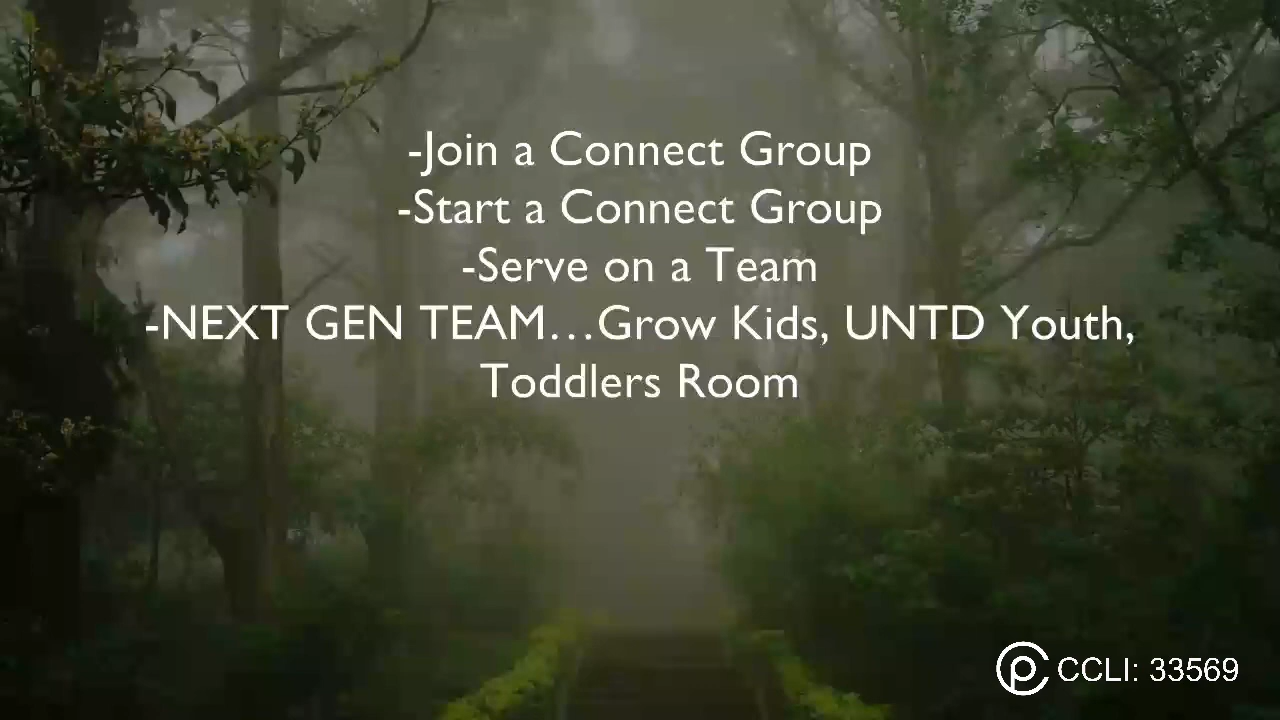 -Join a Connect Group
-Start a Connect Group
-Serve on a Team
-NEXT GEN TEAM…Grow Kids, UNTD Youth,
Toddlers Room
CCLI: 33569